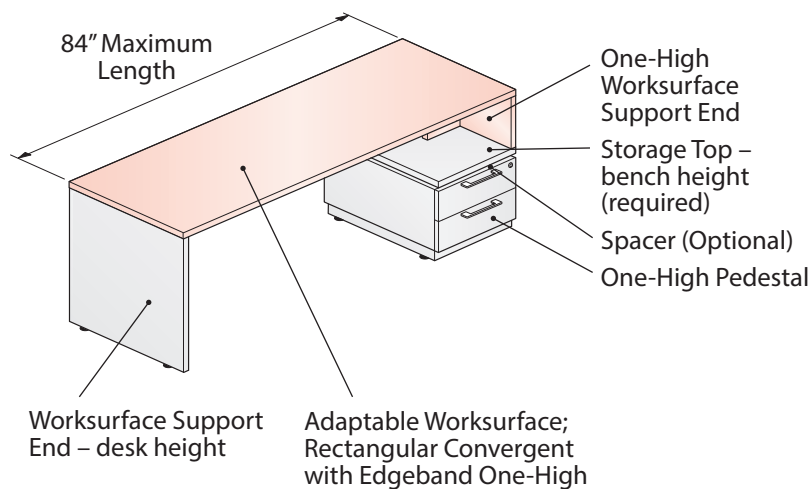 84” Maximum
Length
One-High
Worksurface
Support End
Storage Top –
bench height
(required)
Spacer (Optional)
One-High Pedestal
Worksurface Support
End – desk height
Adaptable Worksurface;
Rectangular Convergent
with Edgeband One-High